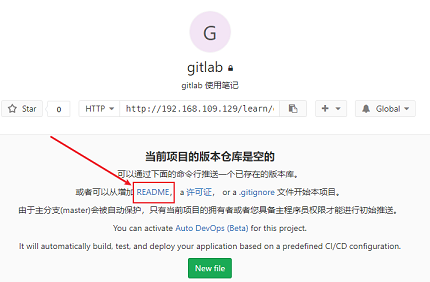 G
gitlab
gitlab 使用笔记
Star 0 HTTP http://192.168.109.129/learn/ + Global
当前项目的版本仓库是空的
可以通过下面的命令行推送一个已存在的版本库。
或者可以从增加 README, a 许可证, or a .gitignore 文件开始本项目。
由于主分支(master)会被自动保护，只有当前项目的拥有者或者您具备主程序员权限才能进行初始推送。
You can activate Auto DevOps (Beta) for this project.
It will automatically build, test, and deploy your application based on a predefined CI/CD configuration.
New file